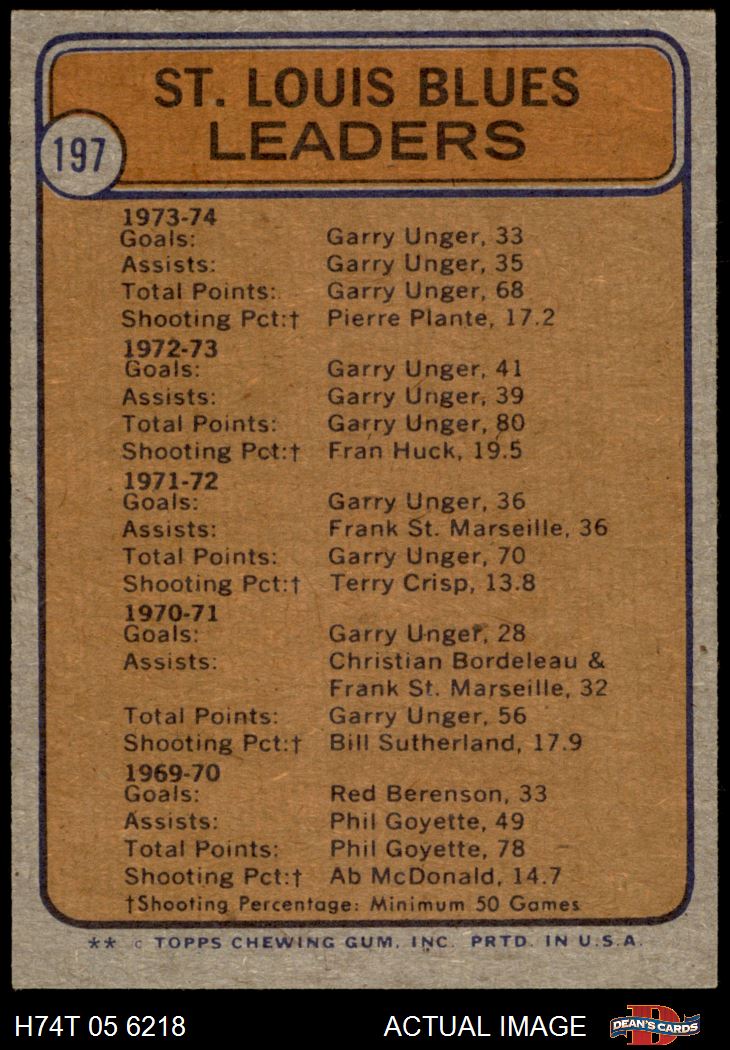 ST. LOUIS BLUES
LEADERS
197
1973-74
Goals: Garry Unger, 33
Assists: Garry Unger, 35
Total Points: Garry Unger, 68
Shooting Pct:† Pierre Plante, 17.2
1972-73
Goals: Garry Unger, 41
Assists: Garry Unger, 39
Total Points: Garry Unger, 80
Shooting Pct:† Fran Huck, 19.5
1971-72
Goals: Garry Unger, 36
Assists: Frank St. Marseille, 36
Total Points: Garry Unger, 70
Shooting Pct:† Terry Crisp, 13.8
1970-71
Goals: Garry Unger, 28
Assists: Christian Bordeleau &
Frank St. Marseille, 32
Total Points: Garry Unger, 56
Shooting Pct:† Bill Sutherland, 17.9
1969-70
Goals: Red Berenson, 33
Assists: Phil Goyette, 49
Total Points: Phil Goyette, 78
Shooting Pct:† Ab McDonald, 14.7
†Shooting Percentage: Minimum 50 Games
** © TOPPS CHEWING GUM, INC. PRTD. IN U.S.A.
H74T 05 6218 ACTUAL IMAGE DEAN'S CARDS